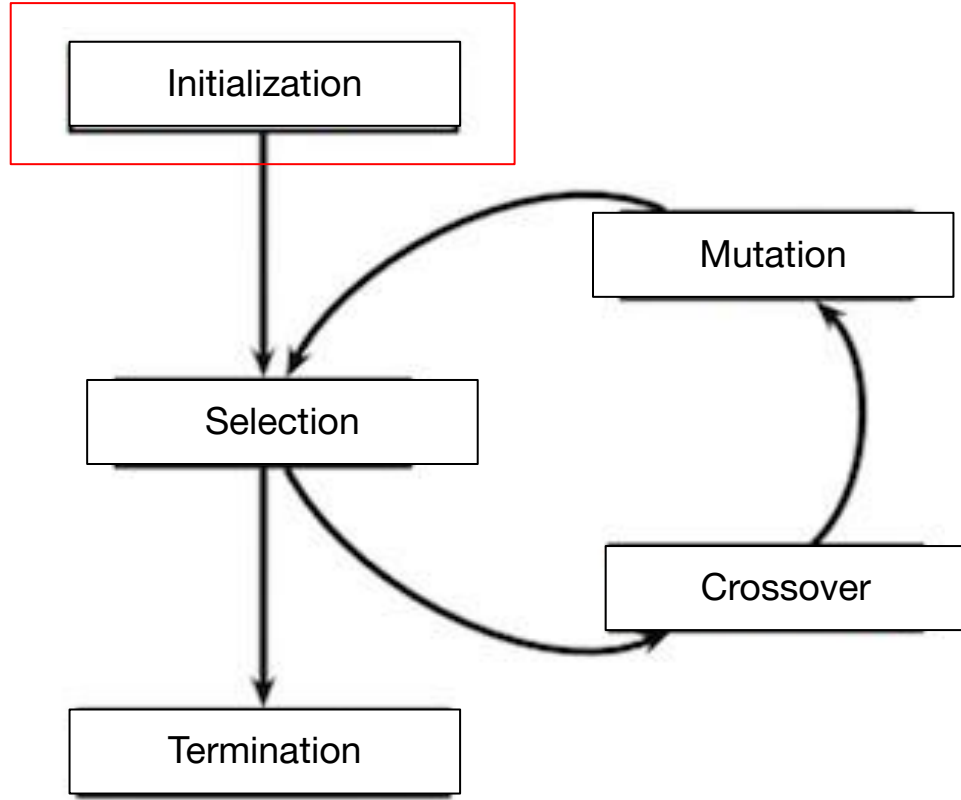 Initialization
Mutation
Selection
Crossover
Termination